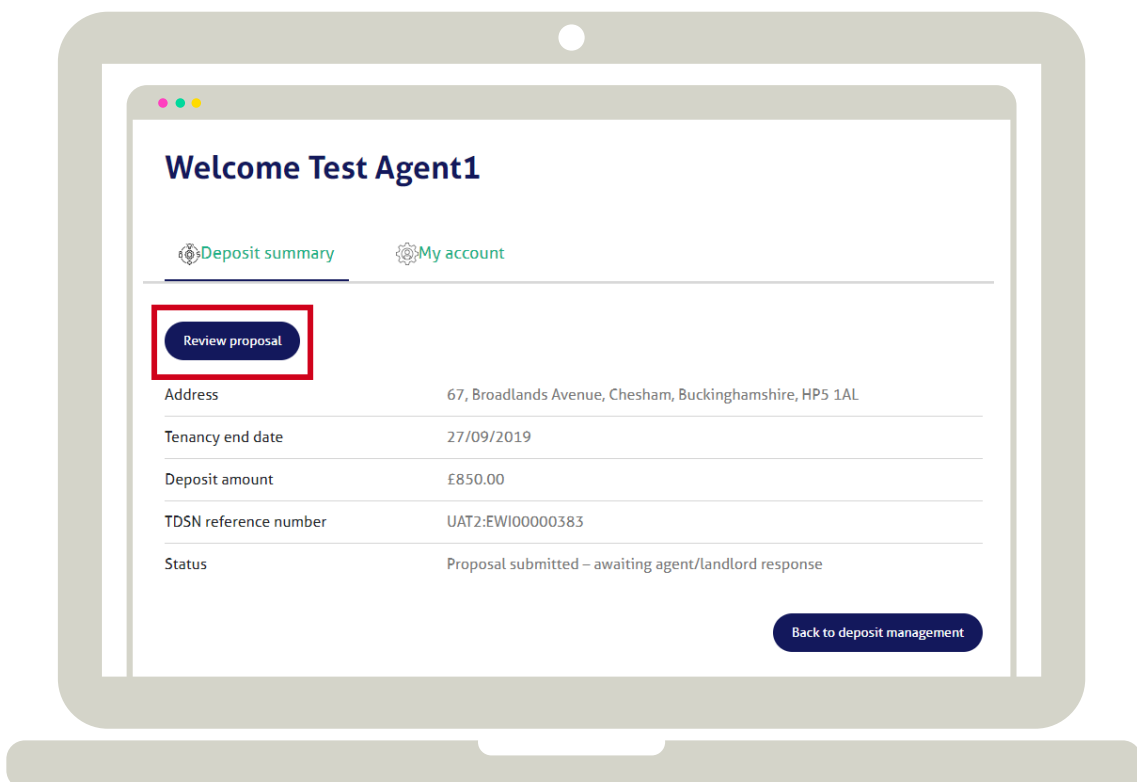 Welcome Test Agent1
Deposit summary My account
Review proposal
Address 67, Broadlands Avenue, Chesham, Buckinghamshire, HP5 1AL
Tenancy end date 27/09/2019
Deposit amount £850.00
TDSN reference number UAT2:EWI00000383
Status Proposal submitted – awaiting agent/landlord response
Back to deposit management